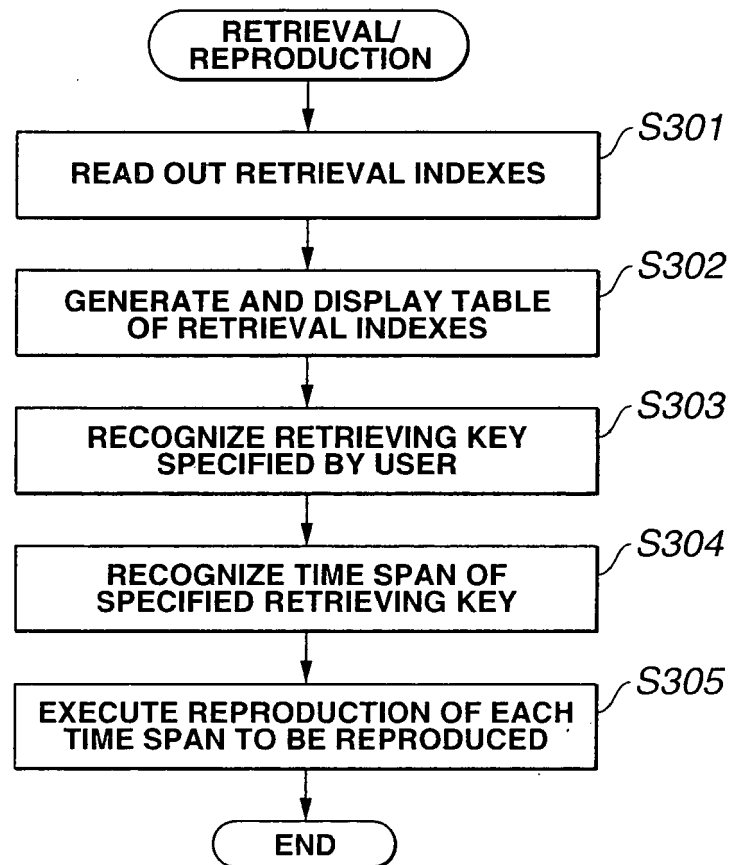 RETRIEVAL/
REPRODUCTION
S301
READ OUT RETRIEVAL INDEXES
S302
GENERATE AND DISPLAY TABLE
OF RETRIEVAL INDEXES
S303
RECOGNIZE RETRIEVING KEY
SPECIFIED BY USER
S304
RECOGNIZE TIME SPAN OF
SPECIFIED RETRIEVING KEY
S305
EXECUTE REPRODUCTION OF EACH
TIME SPAN TO BE REPRODUCED
END